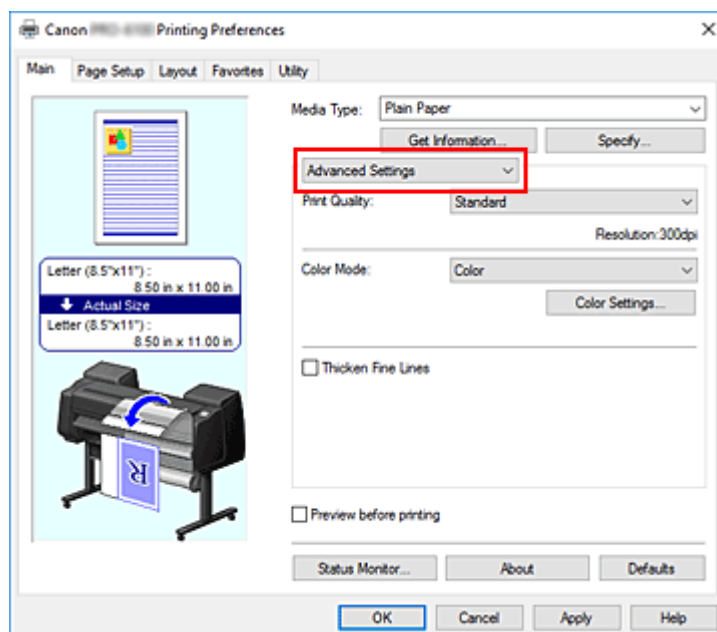 Canon Printing Preferences
Main Page Setup Layout Favorites Utility
Media Type: Plain Paper
Get Information... Specify...
Advanced Settings
Print Quality: Standard
Resolution:300dpi
Color Mode: Color
Color Settings...
Thicken Fine Lines
Letter (8.5"x11") :
8.50 in x 11.00 in
Actual Size
Letter (8.5"x11") :
8.50 in x 11.00 in
R
Preview before printing
Status Monitor... About Defaults
OK Cancel Apply Help